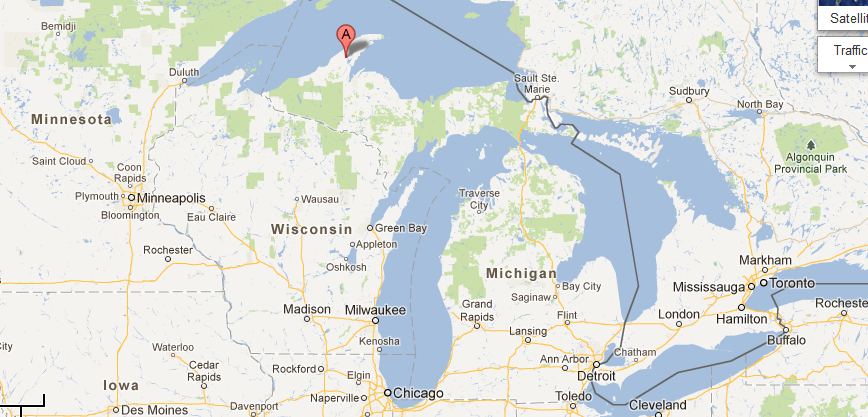 Satellit
Traffic
A
Bemidji
Duluth
Sault Ste.
Marie
Sudbury
North Bay
Minnesota
Algonquin
Provincial Park
Saint Cloud
Coon
Rapids
Plymouth
Minneapolis
Bloomington
Eau Claire
Wausau
Traverse
City
Wisconsin
Green Bay
Appleton
Oshkosh
Rochester
Michigan
Bay City
Saginaw
Markham
Mississauga
Toronto
Madison
Milwaukee
Grand
Rapids
Flint
London
Hamilton
Rocheste
Lansing
Buffalo
Kenosha
Waterloo
City
Cedar
Rapids
Rockford
Elgin
Ann Arbor
Chatham
Detroit
Iowa
Naperville
Chicago
Toledo
Cleveland
Des Moines
Davenport